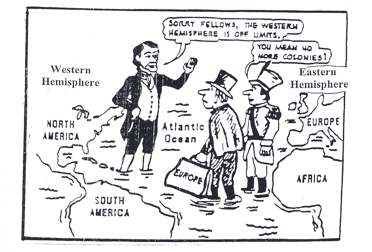 SORRY FELLOWS, THE WESTERN
HEMISPHERE IS OFF LIMITS.
YOU MEAN NO
MORE COLONIES?
Western
Hemisphere
Eastern
Hemisphere
NORTH
AMERICA
Atlantic
Ocean
EUROPE
EUROPE
AFRICA
SOUTH
AMERICA